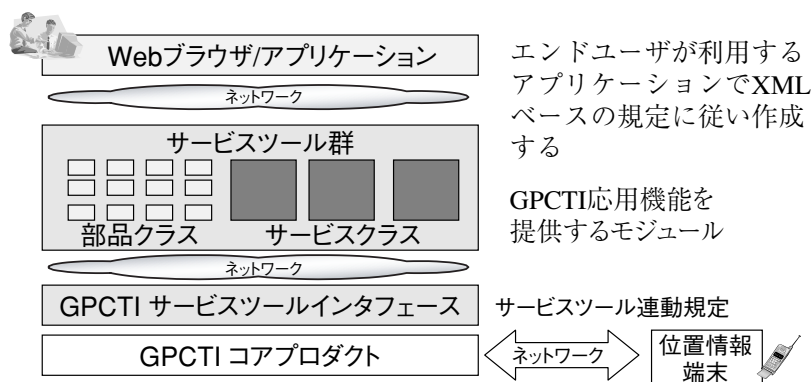 Webブラウザ/アプリケーション
エンドユーザが利用する
アプリケーションでXML
ベースの規定に従い作成
する
ネットワーク
サービスツール群
部品クラス
サービスクラス
GPCTI応用機能を
提供するモジュール
ネットワーク
GPCTI サービスツールインタフェース
サービスツール連動規定
GPCTI コアプロダクト
ネットワーク
位置情報
端末